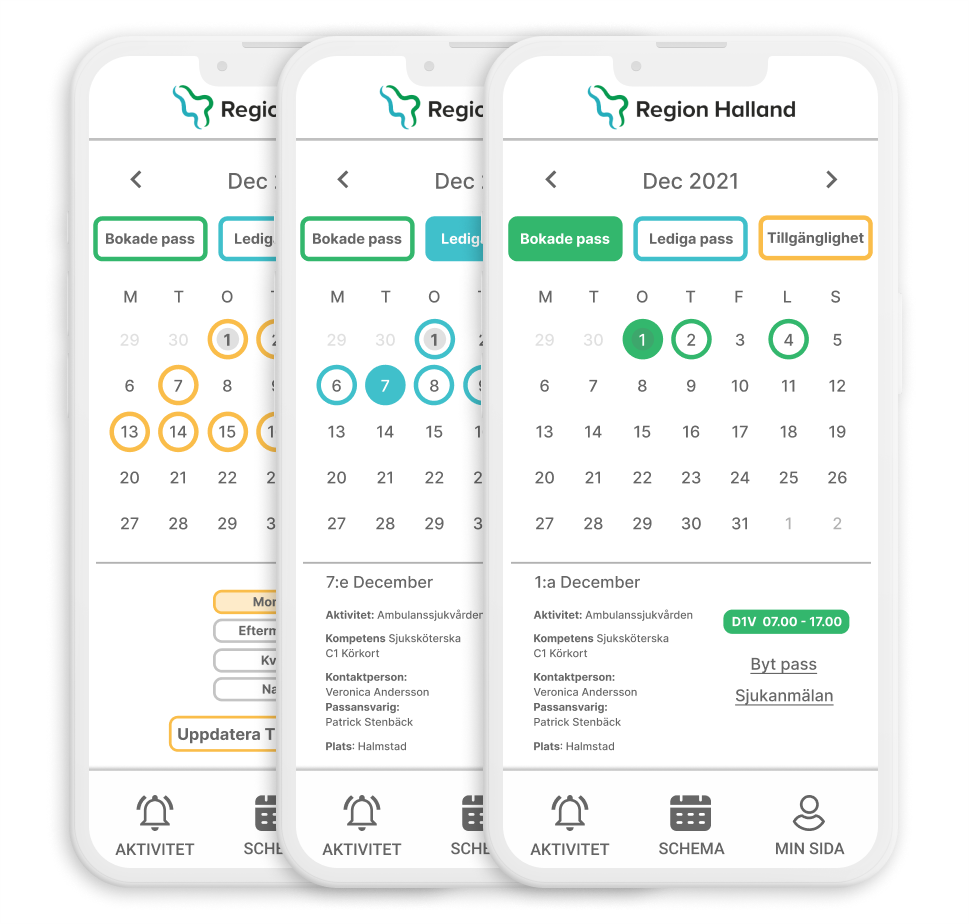 Regio
Dec 2
Bokade pass
Ledig
M T O T
29 30 1 2
6 7 8 9
13 14 15 1
20 21 22 2
27 28 29 3
Mor
Efterm
Kv
Na
Uppdatera T
AKTIVITET
SCHE
Regio
Dec 2
Bokade pass
Ledig
M T O T
29 30 1 2
6 7 8 9
13 14 15 1
20 21 22 2
27 28 29 3
7:e December
Aktivitet: Ambulanssjukvården
Kompetens Sjuksköterska
C1 Körkort
Kontaktperson:
Veronica Andersson
Passansvarig:
Patrick Stenbäck
Plats: Halmstad
AKTIVITET
SCHE
Region Halland
Dec 2021
Bokade pass
Lediga pass
Tillgänglighet
M T O T F L S
29 30 1 2 3 4 5
6 7 8 9 10 11 12
13 14 15 16 17 18 19
20 21 22 23 24 25 26
27 28 29 30 31 1 2
1:a December
Aktivitet: Ambulanssjukvården
Kompetens Sjuksköterska
C1 Körkort
Kontaktperson:
Veronica Andersson
Passansvarig:
Patrick Stenbäck
Plats: Halmstad
D1V 07.00 - 17.00
Byt pass
Sjukanmälan
AKTIVITET
SCHEMA
MIN SIDA